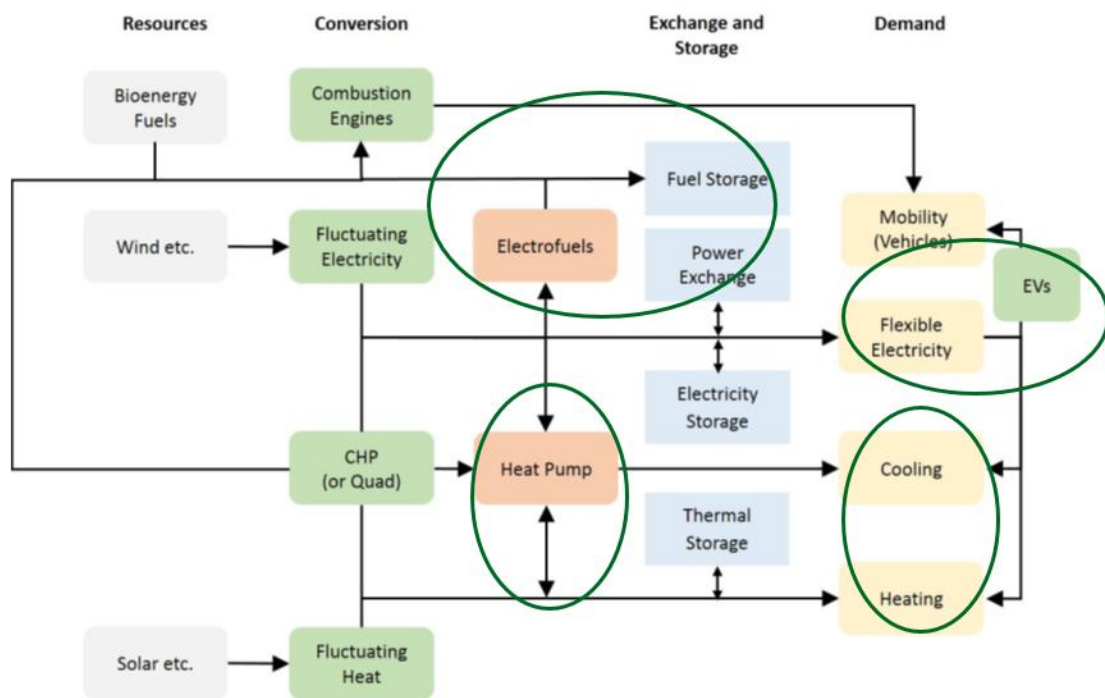 Resources
Conversion
Exchange and
Storage
Demand
Bioenergy
Fuels
Combustion
Engines
Fuel Storage
Mobility
(Vehicles)
Wind etc.
Fluctuating
Electricity
Electrofuels
Power
Exchange
EVs
Flexible
Electricity
Electricity
Storage
CHP
(or Quad)
Heat Pump
Cooling
Thermal
Storage
Heating
Solar etc.
Fluctuating
Heat